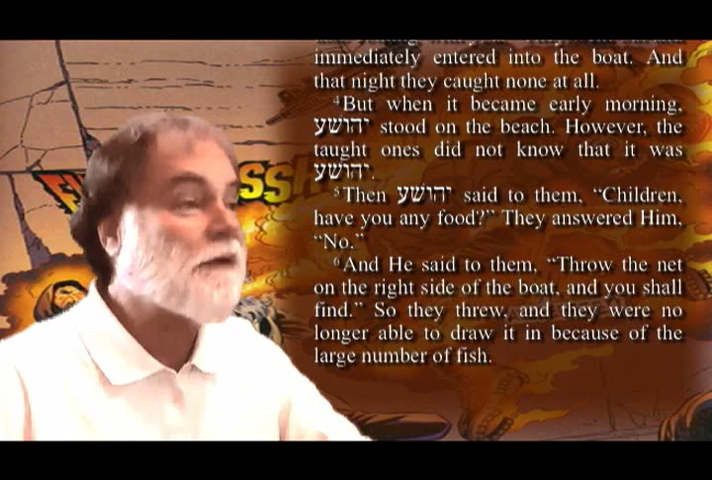 immediately entered into the boat. And
that night they caught none at all.
⁴But when it became early morning,
יהושע stood on the beach. However, the
taught ones did not know that it was
יהושע.
⁵Then יהושע said to them, “Children,
have you any food?” They answered Him,
“No.”
⁶And He said to them, “Throw the net
on the right side of the boat, and you shall
find.” So they threw, and they were no
longer able to draw it in because of the
large number of fish.